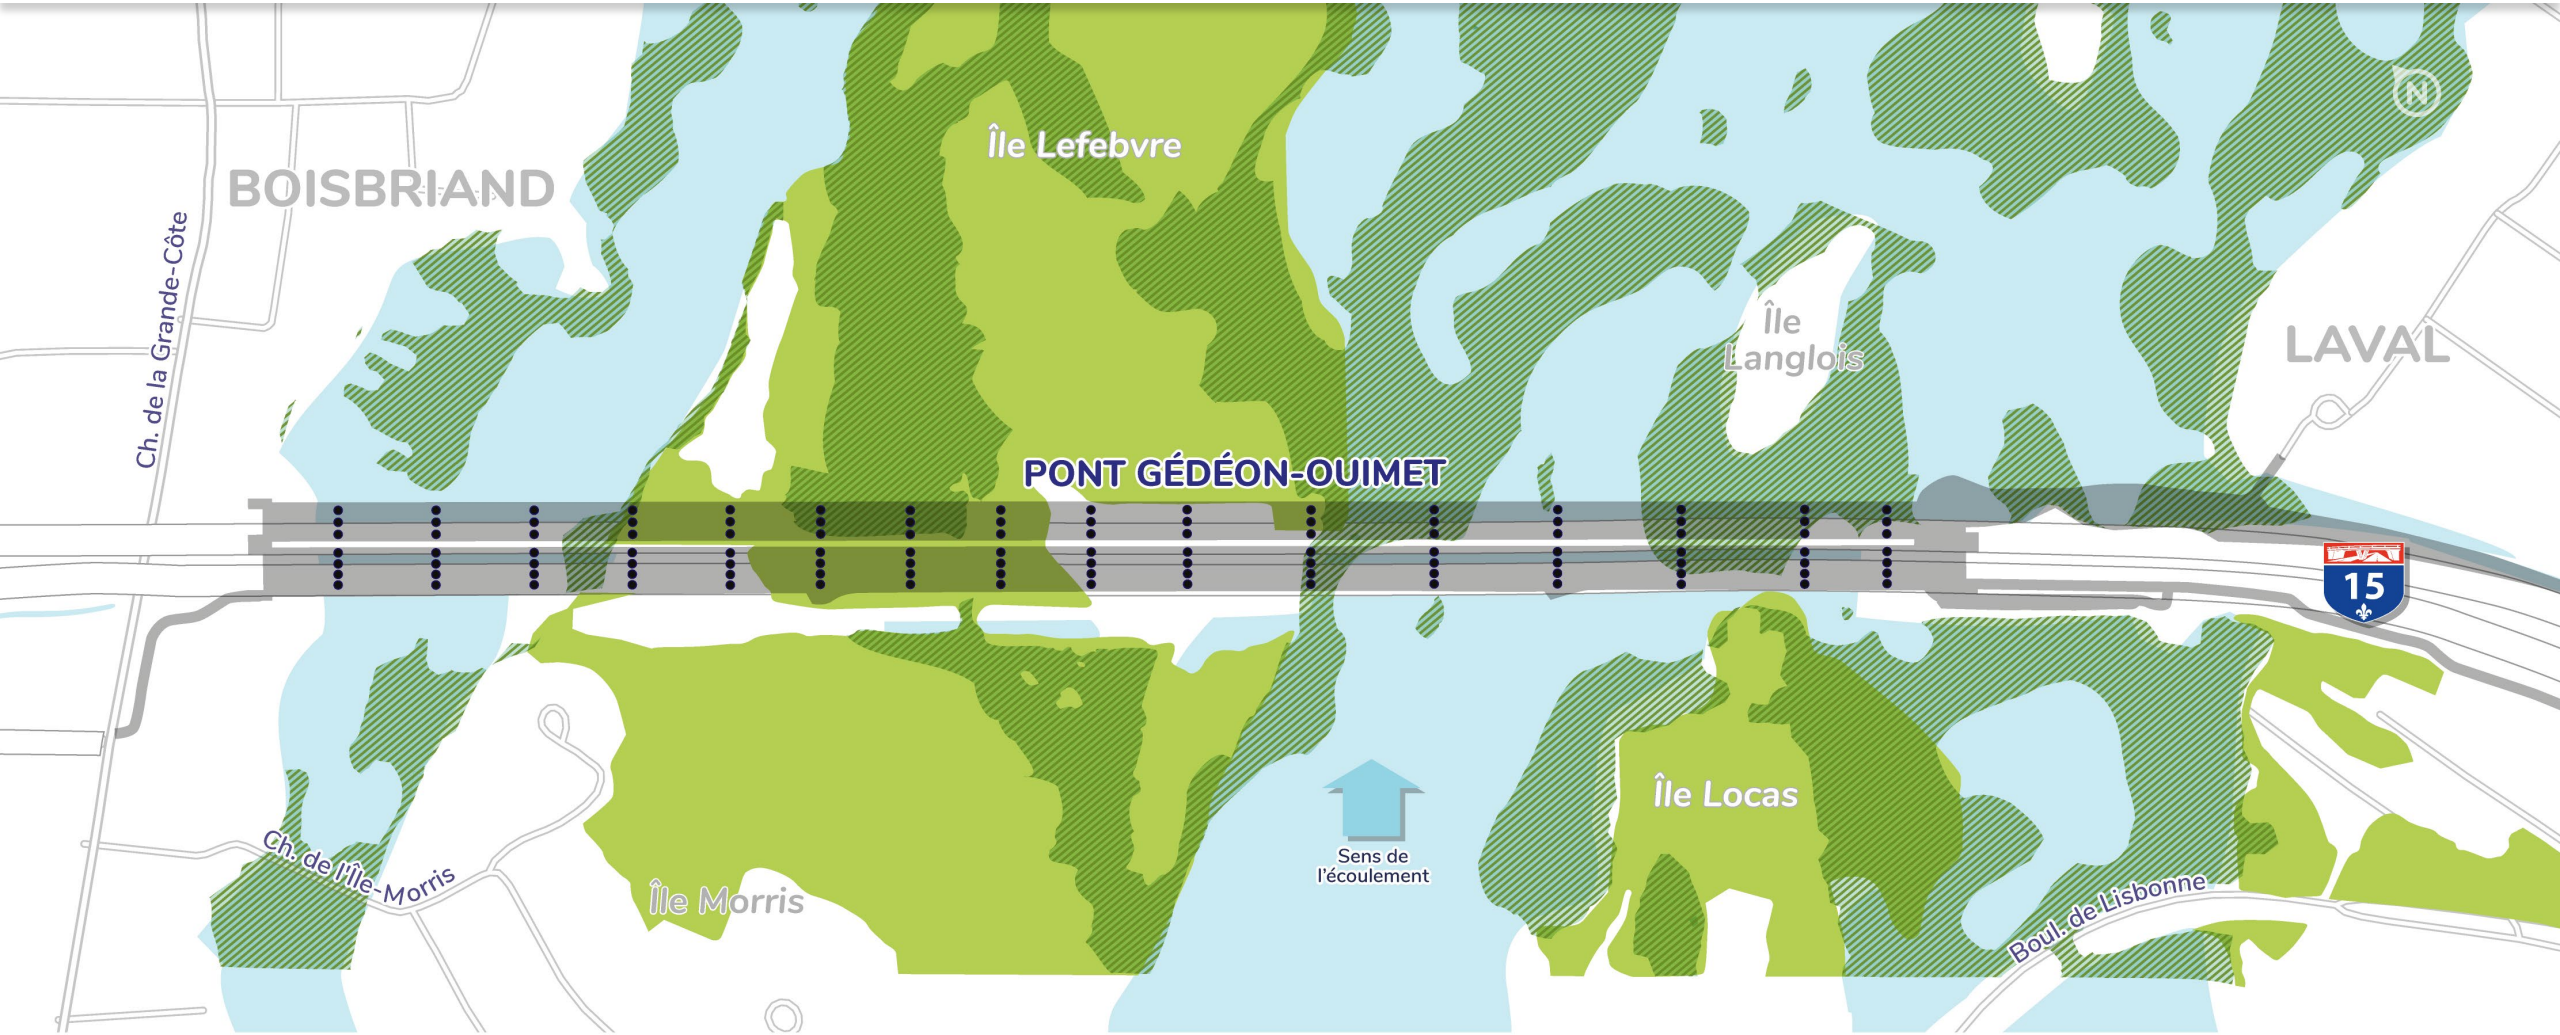 N
Île Lefebvre
BOISBRIAND
Ch. de la Grande-Côte
Île
Langlois
LAVAL
PONT GÉDÉON-OUIMET
15
Île Locas
Sens de
l'écoulement
Ch. de l'Île-Morris
Île Morris
Boul. de Lisbonne